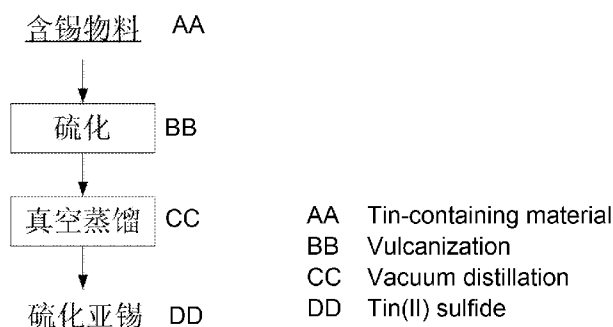 含锡物料 AA
硫化 BB
真空蒸馏 CC
硫化亚锡 DD
AA Tin-containing material
BB Vulcanization
CC Vacuum distillation
DD Tin(II) sulfide